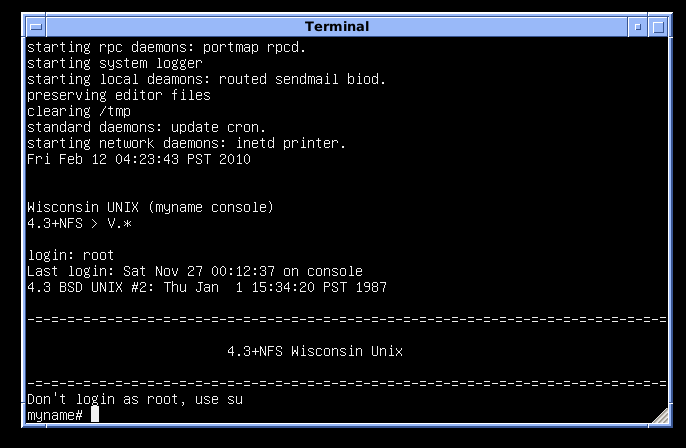 Terminal
starting rpc daemons: portmap rpcd.
starting system logger
starting local deamons: routed sendmail biod.
preserving editor files
clearing /tmp
standard daemons: update cron.
starting network daemons: inetd printer.
Fri Feb 12 04:23:43 PST 2010
Wisconsin UNIX (myname console)
4.3+NFS > V.*
login: root
Last login: Sat Nov 27 00:12:37 on console
4.3 BSD UNIX #2: Thu Jan  1 15:34:20 PST 1987
-=-=-=-=-=-=-=-=-=-=-=-=-=-=-=-=-=-=-=-=-=-=-=-=-=-=-=-=-=-=-=-=-=-=-=-=-=-=-=-=
4.3+NFS Wisconsin Unix
-=-=-=-=-=-=-=-=-=-=-=-=-=-=-=-=-=-=-=-=-=-=-=-=-=-=-=-=-=-=-=-=-=-=-=-=-=-=-=-=
Don't login as root, use su
myname#